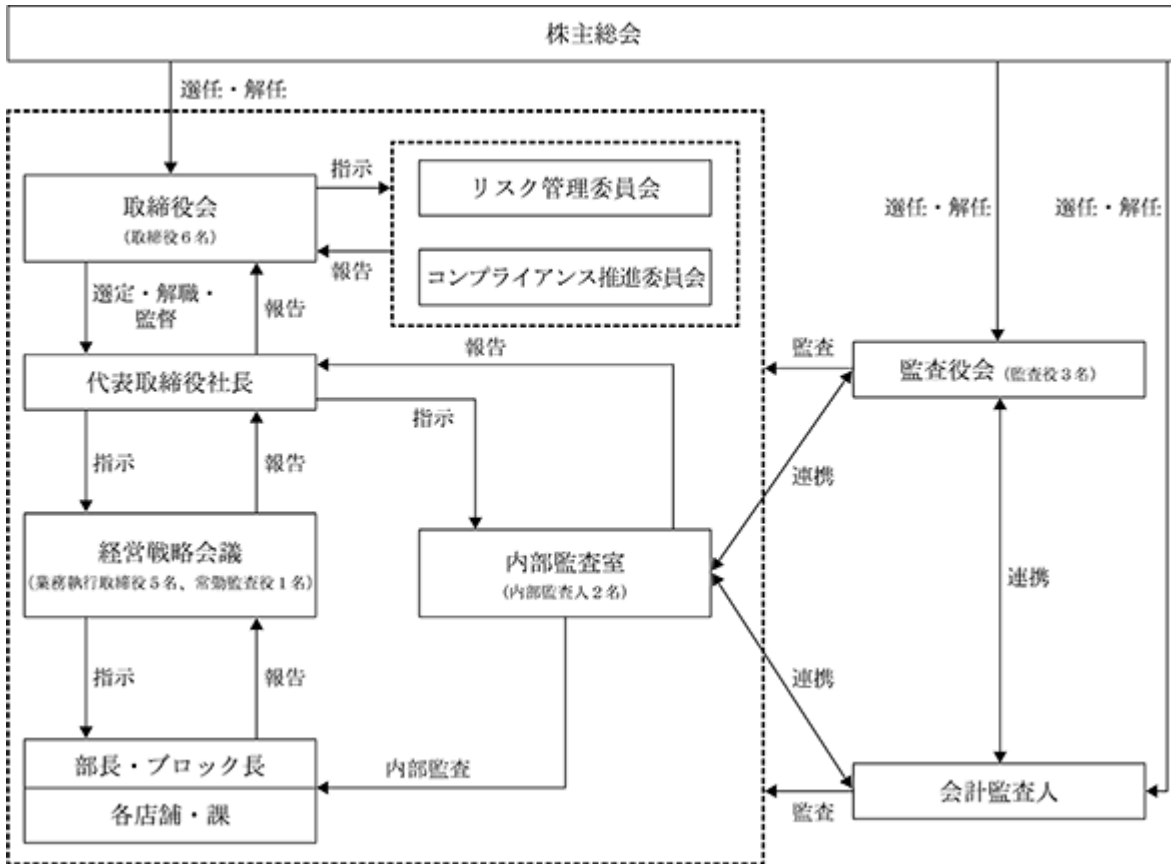 株主総会
選任・解任
選任・解任
選任・解任
取締役会
(取締役6名)
指示
報告
リスク管理委員会
コンプライアンス推進委員会
選定・解職・
監督
報告
代表取締役社長
報告
指示
監査
監査役会 (監査役3名)
指示
報告
連携
経営戦略会議
(業務執行取締役5名、常勤監査役1名)
内部監査室
(内部監査人2名)
連携
指示
報告
連携
部長・ブロック長
各店舗・課
内部監査
監査
会計監査人